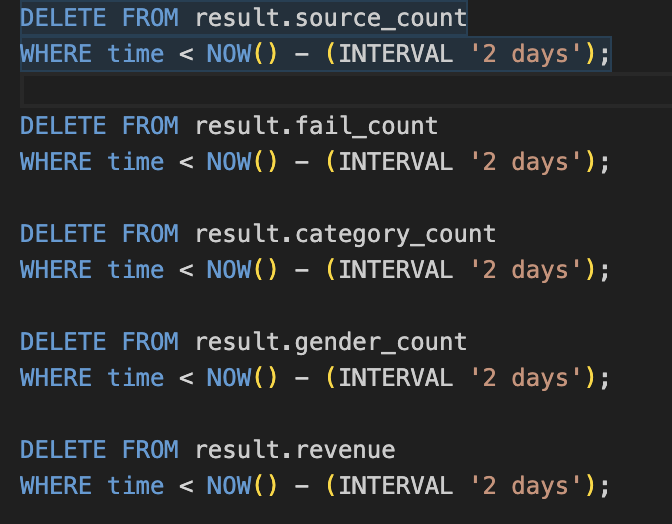 DELETE FROM result.source_count
WHERE time < NOW() - (INTERVAL '2 days');
DELETE FROM result.fail_count
WHERE time < NOW() - (INTERVAL '2 days');
DELETE FROM result.category_count
WHERE time < NOW() - (INTERVAL '2 days');
DELETE FROM result.gender_count
WHERE time < NOW() - (INTERVAL '2 days');
DELETE FROM result.revenue
WHERE time < NOW() - (INTERVAL '2 days');